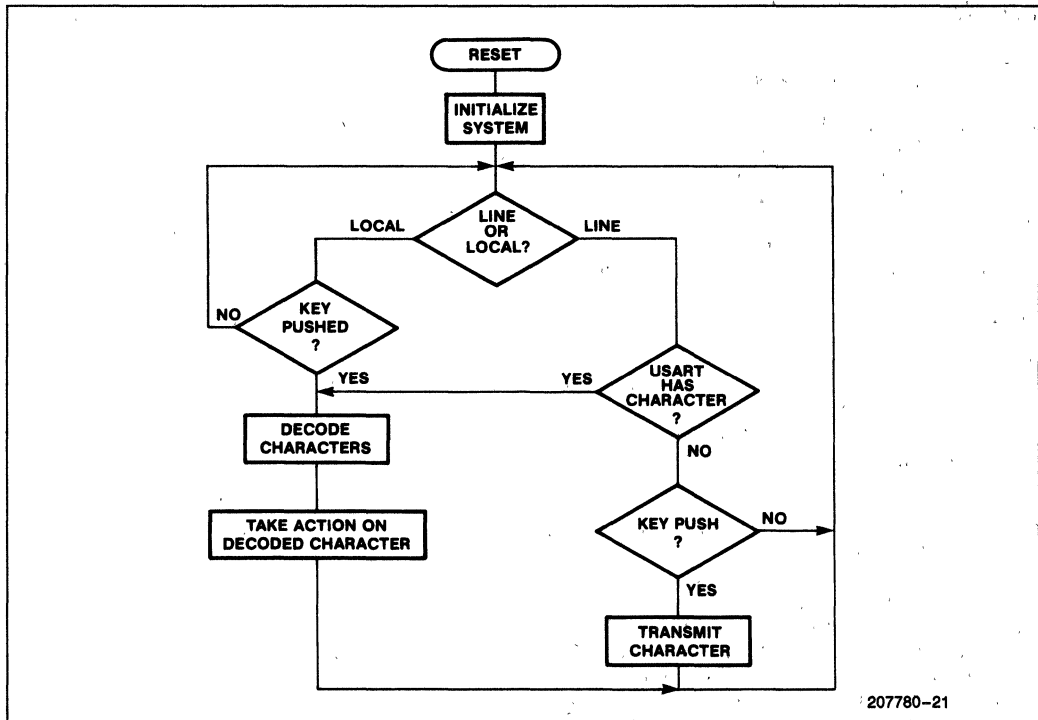 RESET
INITIALIZE
SYSTEM
LINE
OR
LOCAL?
LOCAL
LINE
KEY
PUSHED
?
NO
YES
USART
HAS
CHARACTER
?
YES
NO
DECODE
CHARACTERS
TAKE ACTION ON
DECODED CHARACTER
KEY PUSH
?
NO
YES
TRANSMIT
CHARACTER
207780-21